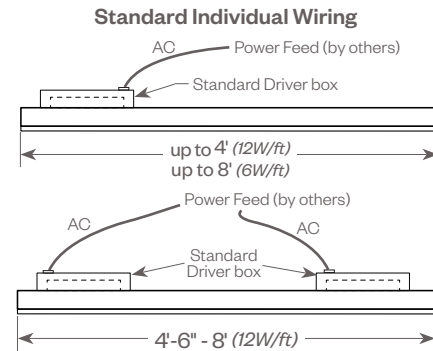 Standard Individual Wiring
AC
Power Feed (by others)
Standard Driver box
up to 4' (12W/ft)
up to 8' (6W/ft)
Power Feed (by others)
AC
AC
Standard
Driver box
4'-6" - 8' (12W/ft)